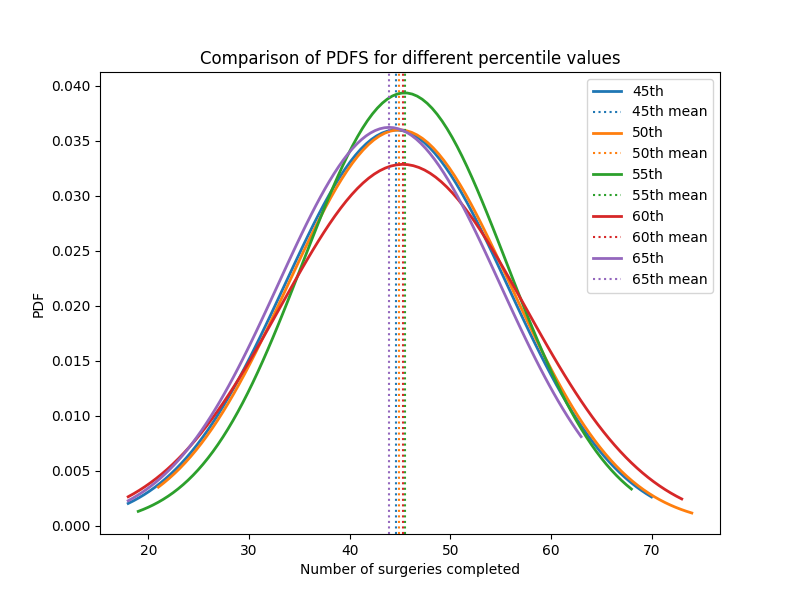 Comparison of PDFS for different percentile values
0.040
0.035
0.030
0.025
0.020
0.015
0.010
0.005
0.000
PDF
20 30 40 50 60 70
Number of surgeries completed
45th
45th mean
50th
50th mean
55th
55th mean
60th
60th mean
65th
65th mean